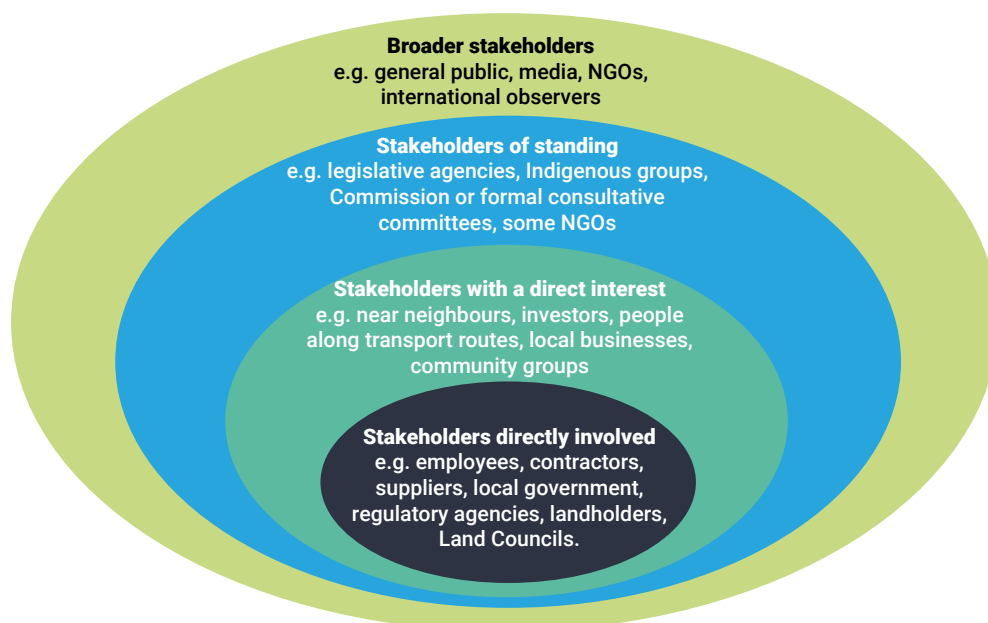 Broader stakeholders
e.g. general public, media, NGOs,
international observers
Stakeholders of standing
e.g. legislative agencies, Indigenous groups,
Commission or formal consultative
committees, some NGOs
Stakeholders with a direct interest
e.g. near neighbours, investors, people
along transport routes, local businesses,
community groups
Stakeholders directly involved
e.g. employees, contractors,
suppliers, local government,
regulatory agencies, landholders,
Land Councils.